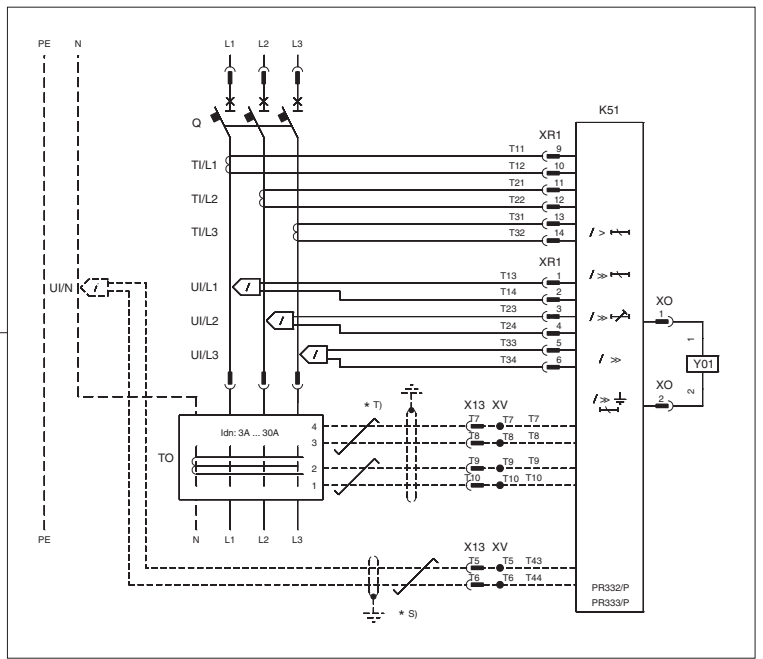 PE N L1 L2 L3
K51
Q
XR1
T11 9
TI/L1 T12 10
T21 11
TI/L2 T22 12
T31 13
TI/L3 T32 14
I >
XR1
I ≫
T13 1
UI/N UI/L1 T14 2
XO
T23 3 I ≫ 1
UI/L2 T24 4
1
T33 5
UI/L3 T34 6 I ≫
Y01
XO
2
I ≫ 2
* T) X13 XV
Idn: 3A ... 30A 4 T7 T7 T7
3 T8 T8 T8
TO 2 T9 T9 T9
1 T10 T10 T10
PE N L1 L2 L3
X13 XV
T5 T5 T43
T6 T6 T44
PR332/P
PR333/P
* S)